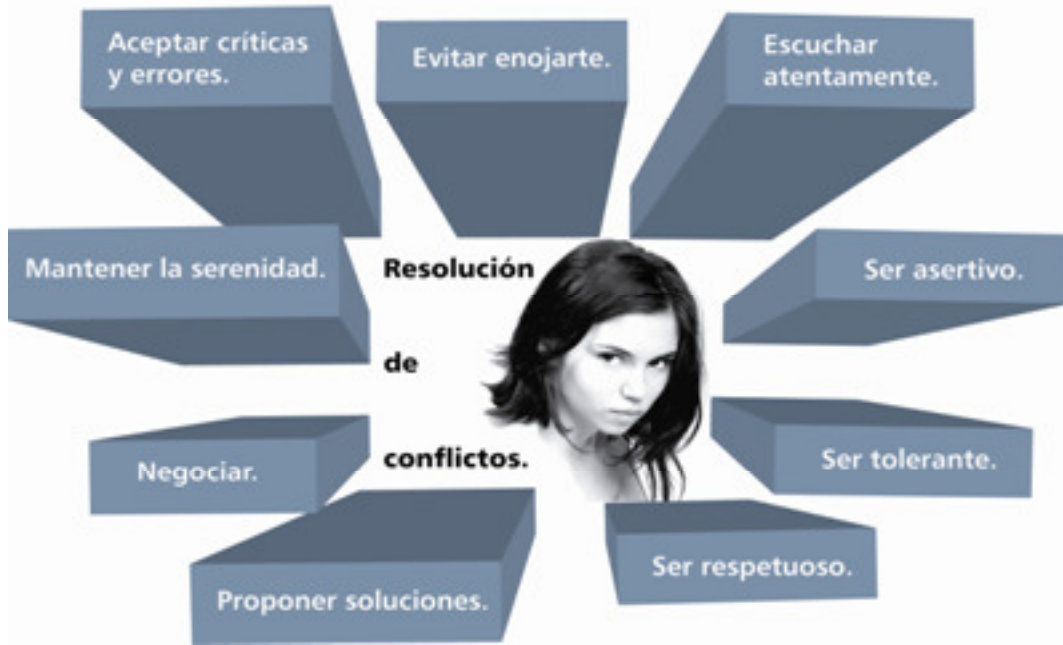 Aceptar críticas
y errores.
Evitar enojarte.
Escuchar
atentamente.
Mantener la serenidad.
Resolución
de
conflictos.
Ser asertivo.
Negociar.
Ser tolerante.
Proponer soluciones.
Ser respetuoso.